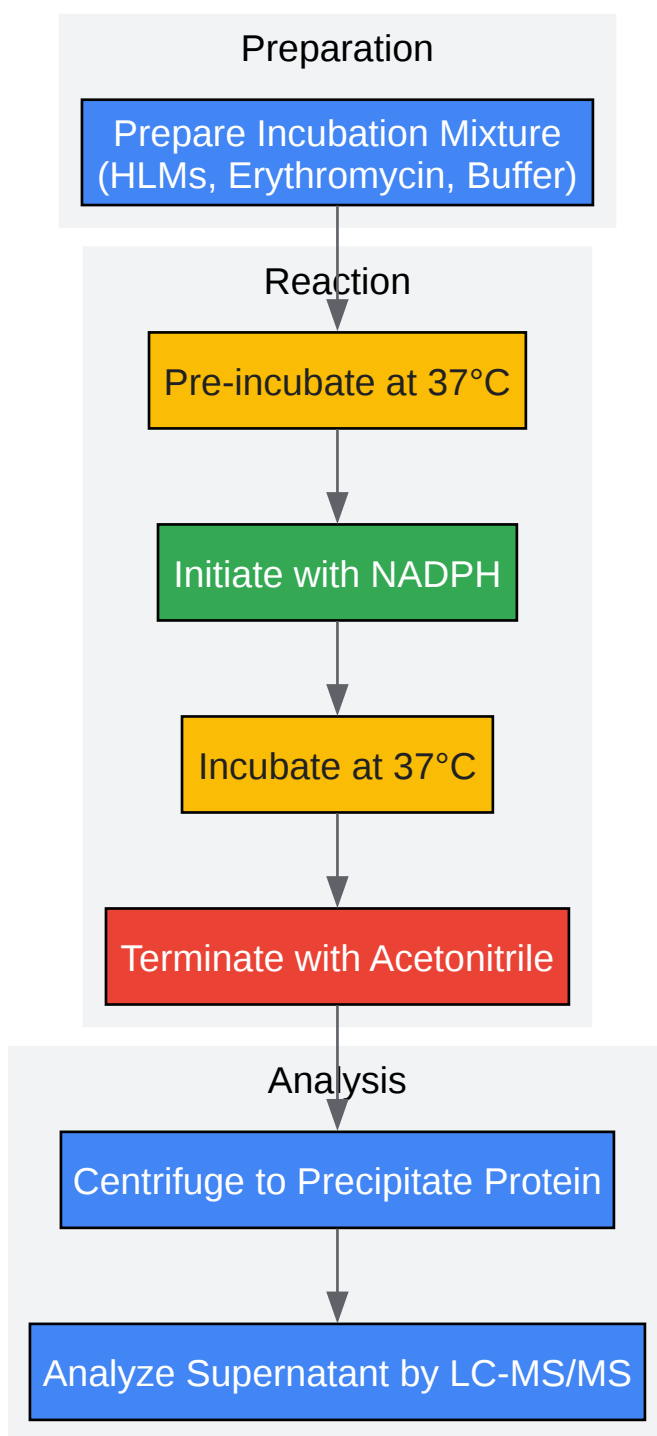 Preparation
Prepare Incubation Mixture
(HLMs, Erythromycin, Buffer)
Reaction
Pre-incubate at 37°C
Initiate with NADPH
Incubate at 37°C
Terminate with Acetonitrile
Analysis
Centrifuge to Precipitate Protein
Analyze Supernatant by LC-MS/MS